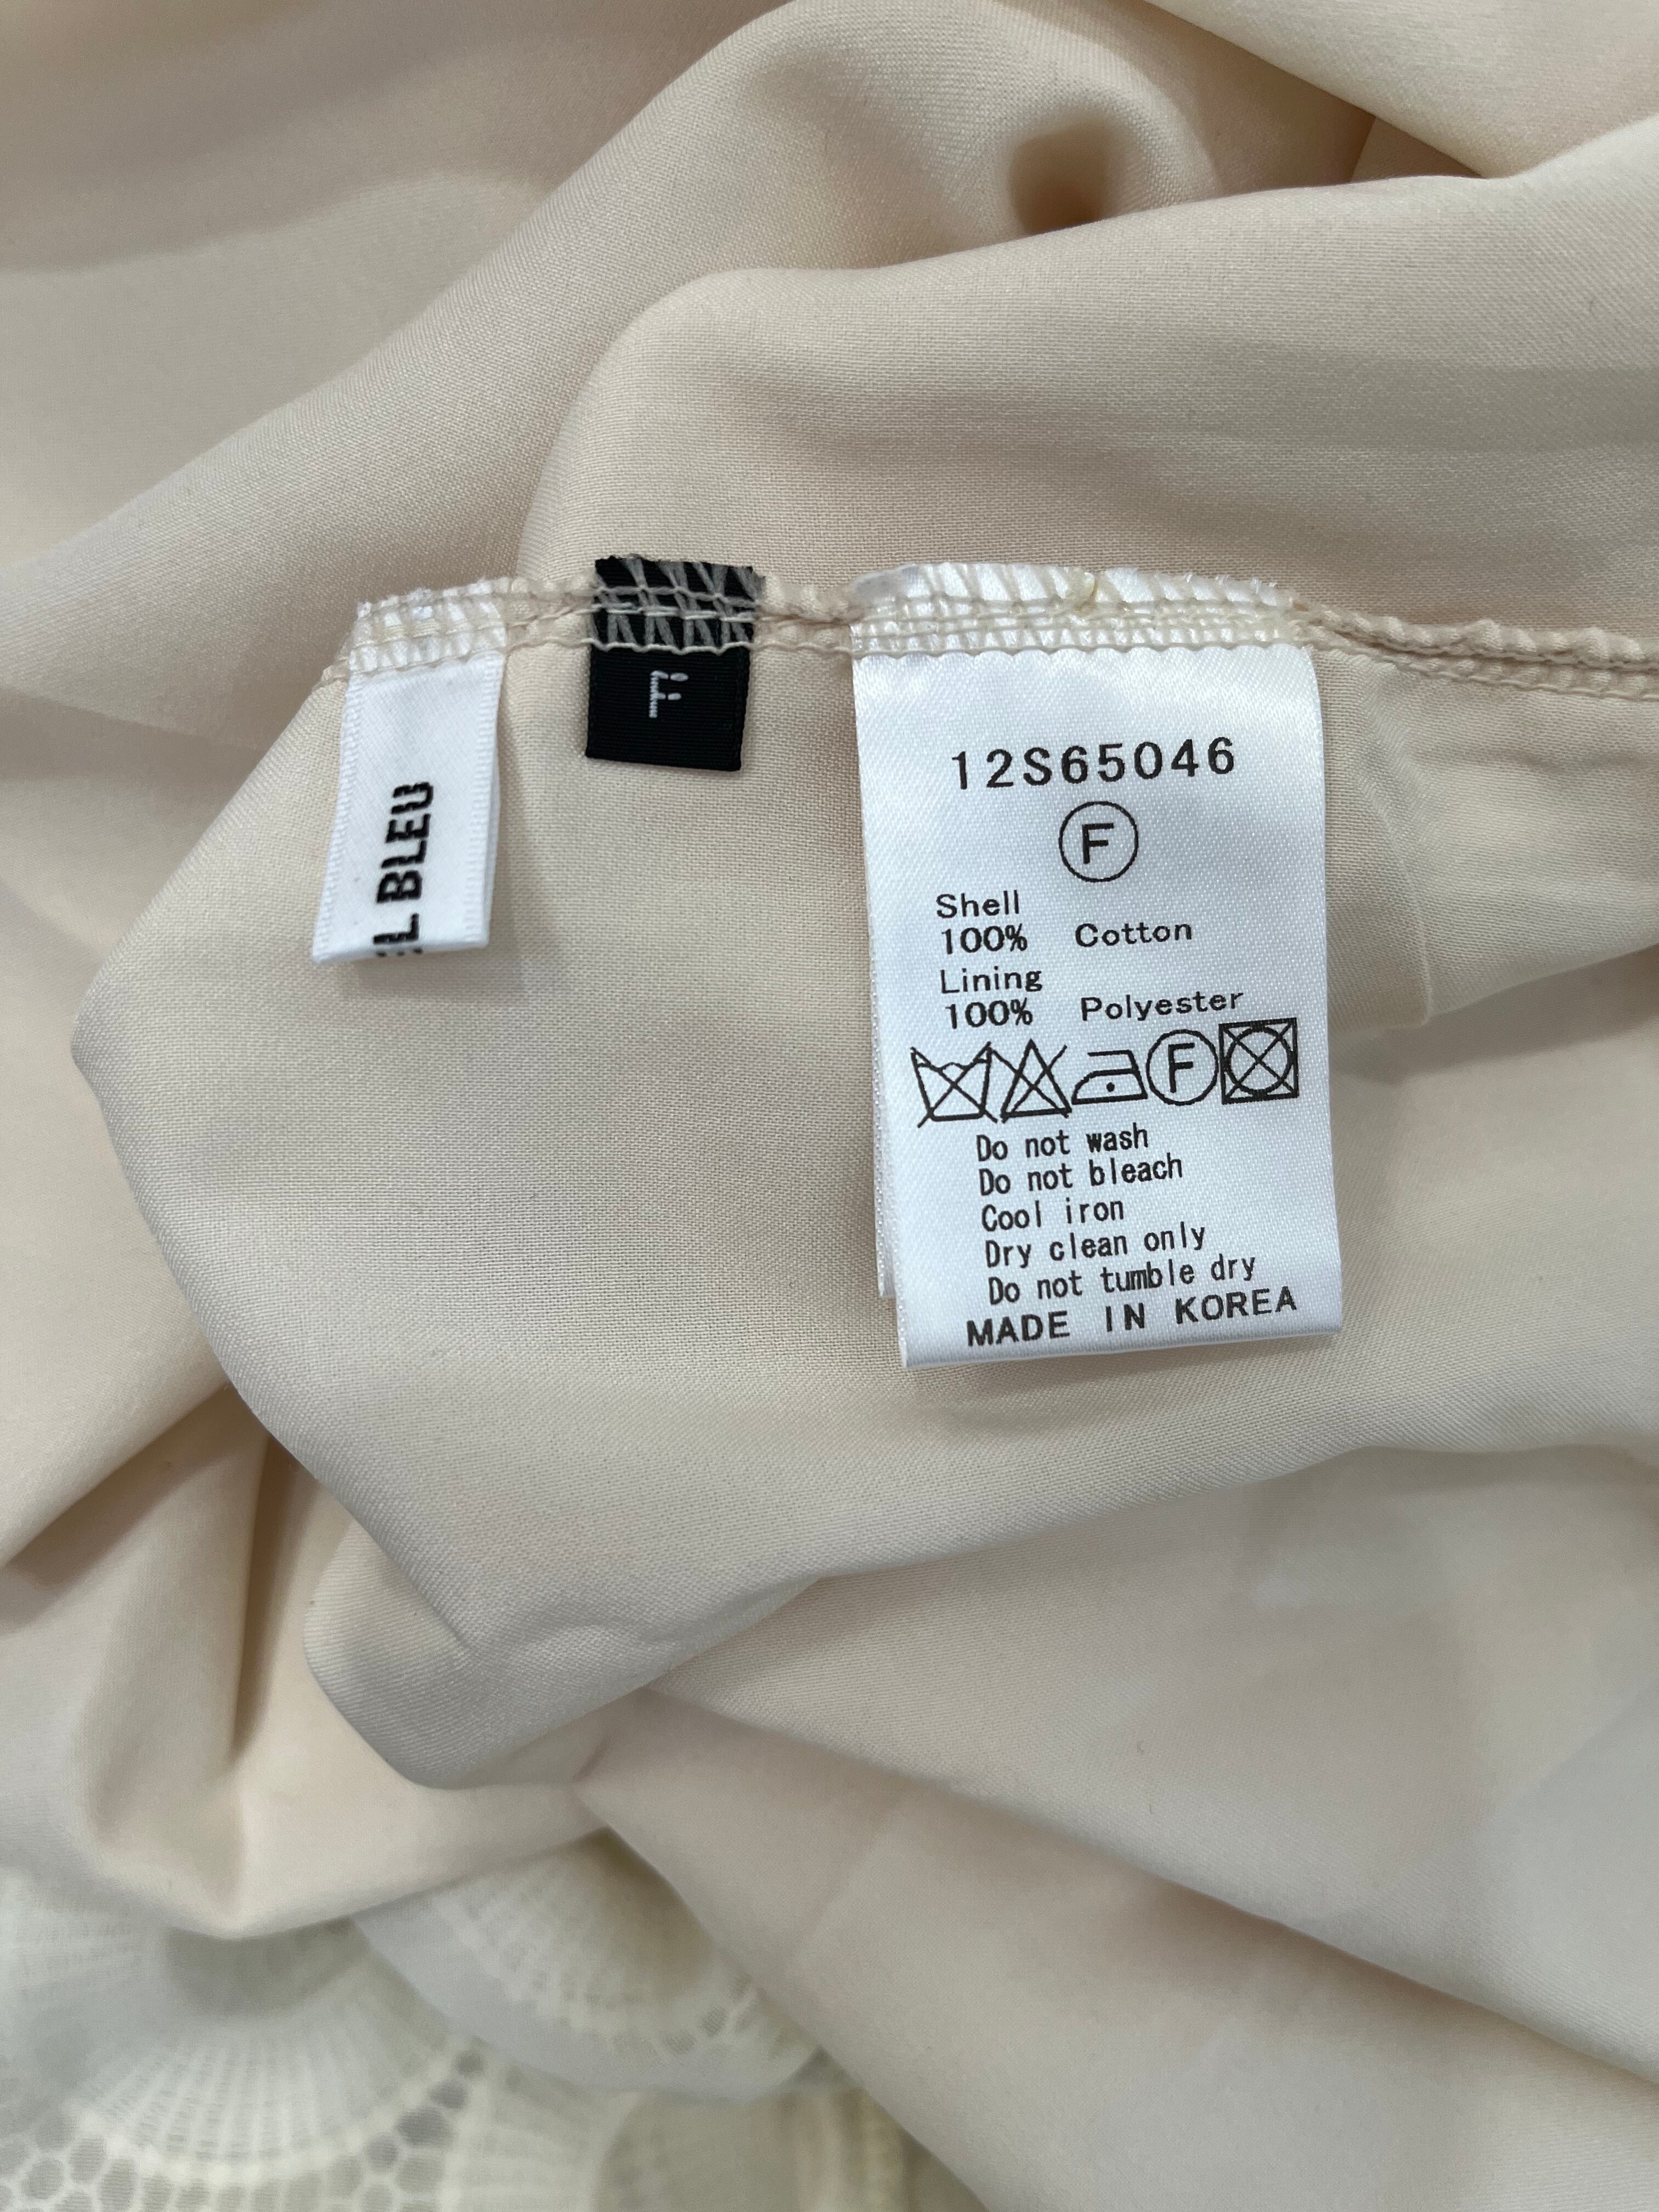 L BLEU
F
12S65046
F
Shell
100% Cotton
Lining
100% Polyester
F
Do not wash
Do not bleach
Cool iron
Dry clean only
Do not tumble dry
MADE IN KOREA